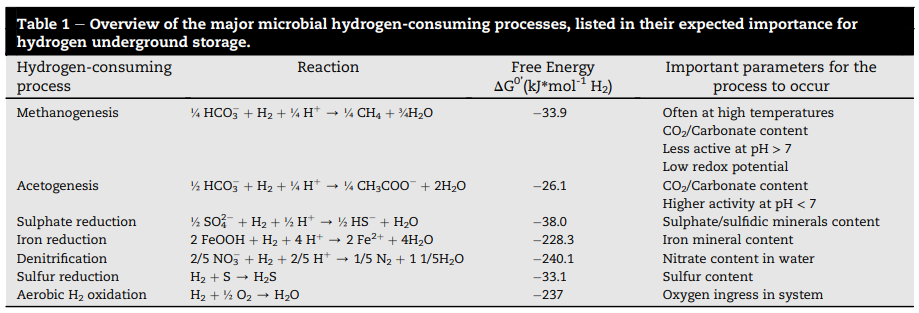 Table 1 – Overview of the major microbial hydrogen-consuming processes, listed in their expected importance for
hydrogen underground storage.
Hydrogen-consuming process Reaction Free Energy ΔG⁰′(kJ*mol⁻¹ H₂) Important parameters for the process to occur
Methanogenesis ¼ HCO₃⁻ + H₂ + ¼ H⁺ → ¼ CH₄ + ¾H₂O −33.9 Often at high temperatures
CO₂/Carbonate content
Less active at pH > 7
Low redox potential
Acetogenesis ½ HCO₃⁻ + H₂ + ¼ H⁺ → ¼ CH₃COO⁻ + 2H₂O −26.1 CO₂/Carbonate content
Higher activity at pH < 7
Sulphate reduction ½ SO₄²⁻ + H₂ + ½ H⁺ → ½ HS⁻ + H₂O −38.0 Sulphate/sulfidic minerals content
Iron reduction 2 FeOOH + H₂ + 4 H⁺ → 2 Fe²⁺ + 4H₂O −228.3 Iron mineral content
Denitrification 2/5 NO₃⁻ + H₂ + 2/5 H⁺ → 1/5 N₂ + 1 1/5H₂O −240.1 Nitrate content in water
Sulfur reduction H₂ + S → H₂S −33.1 Sulfur content
Aerobic H₂ oxidation H₂ + ½ O₂ → H₂O −237 Oxygen ingress in system